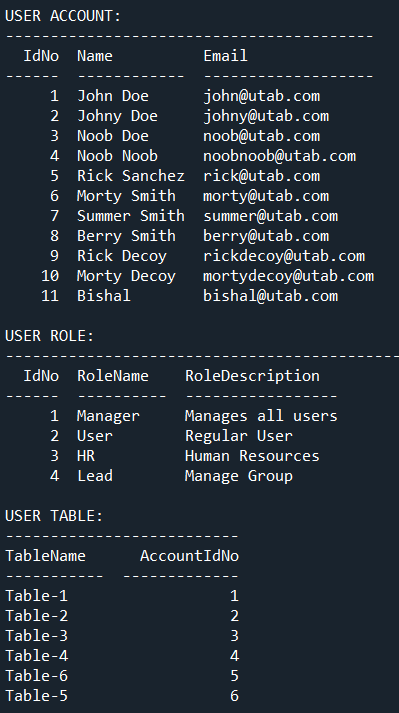 USER ACCOUNT:
-----------------------------------------
  IdNo  Name          Email
------  ------------  -------------------
     1  John Doe      john@utab.com
     2  Johny Doe     johny@utab.com
     3  Noob Doe      noob@utab.com
     4  Noob Noob     noobnoob@utab.com
     5  Rick Sanchez  rick@utab.com
     6  Morty Smith   morty@utab.com
     7  Summer Smith  summer@utab.com
     8  Berry Smith   berry@utab.com
     9  Rick Decoy    rickdecoy@utab.com
    10  Morty Decoy   mortydecoy@utab.com
    11  Bishal        bishal@utab.com

USER ROLE:
--------------------------------------------
  IdNo  RoleName    RoleDescription
------  ----------  -----------------
     1  Manager     Manages all users
     2  User        Regular User
     3  HR          Human Resources
     4  Lead        Manage Group

USER TABLE:
--------------------------
TableName      AccountIdNo
-----------  -------------
Table-1                  1
Table-2                  2
Table-3                  3
Table-4                  4
Table-6                  5
Table-5                  6